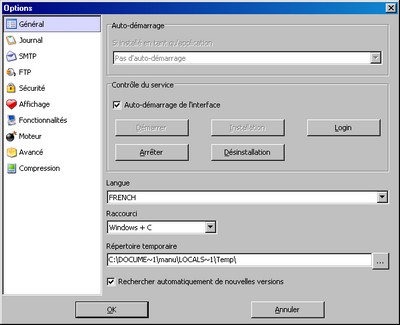 Options
Général
Journal
SMTP
FTP
Sécurité
Affichage
Fonctionnalités
Moteur
Avancé
Compression
Auto-démarrage
Si installé en tant qu'application
Pas d'auto-démarrage
Contrôle du service
Auto-démarrage de l'interface
Démarrer
Installation
Login
Arrêter
Désinstallation
Langue
FRENCH
Raccourci
Windows + C
Répertoire temporaire
C:\DOCUME~1\manu\LOCALS~1\Temp\
...
Rechercher automatiquement de nouvelles versions
OK
Annuler